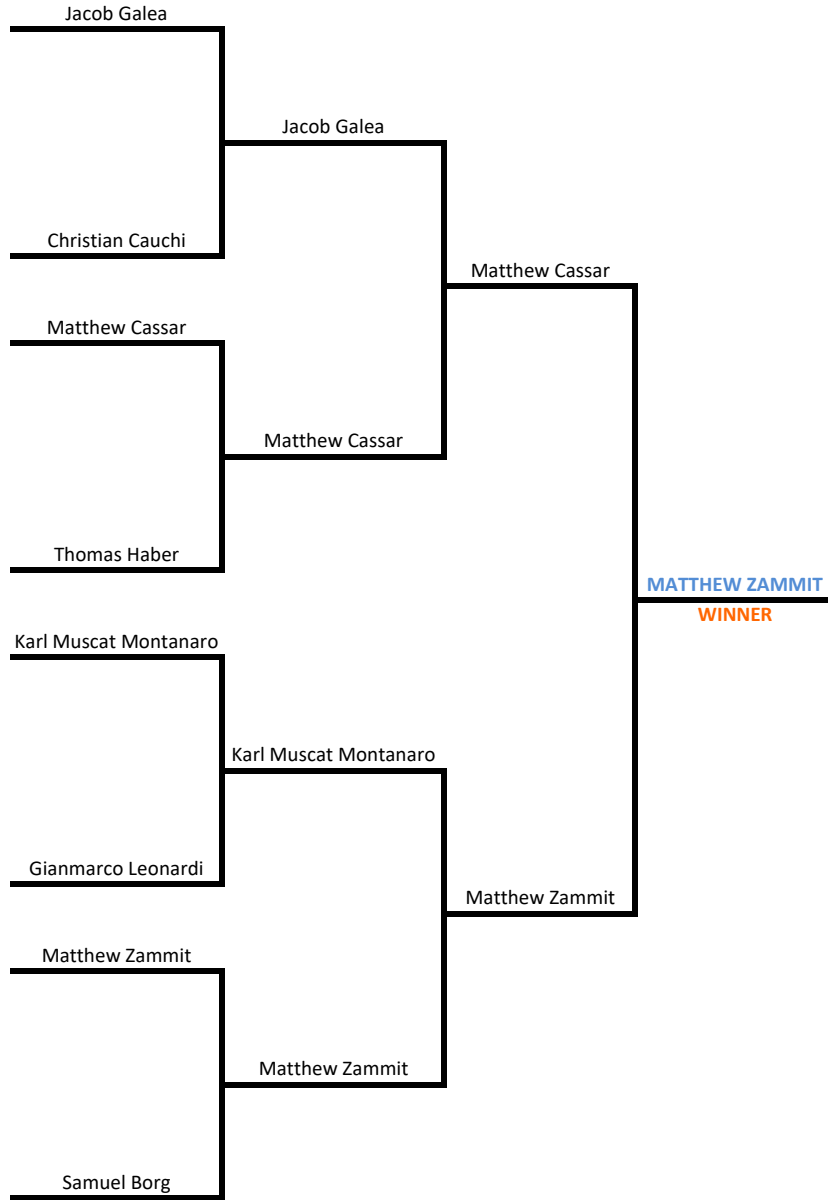 Jacob Galea
Jacob Galea
Christian Cauchi
Matthew Cassar
Matthew Cassar
Matthew Cassar
Thomas Haber
MATTHEW ZAMMIT
WINNER
Karl Muscat Montanaro
Karl Muscat Montanaro
Gianmarco Leonardi
Matthew Zammit
Matthew Zammit
Matthew Zammit
Samuel Borg